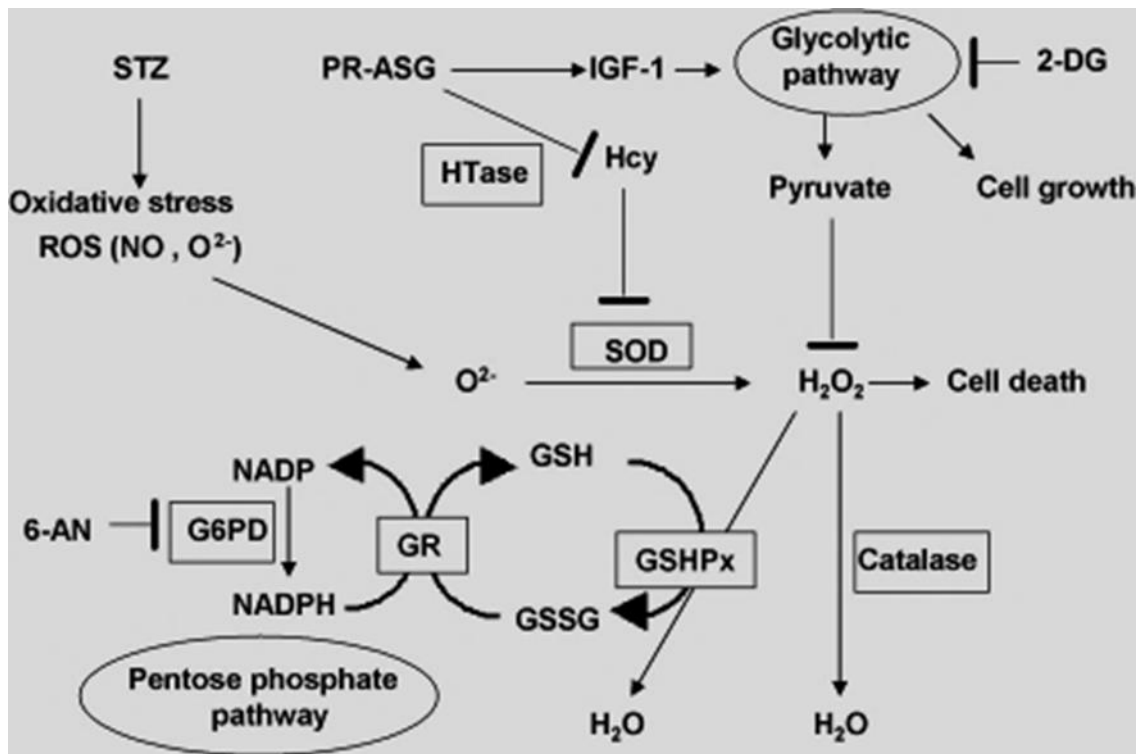 STZ
PR-ASG
IGF-1
Glycolytic
pathway
2-DG
HTase
Hcy
Pyruvate
Cell growth
Oxidative stress
ROS (NO , O²⁻)
SOD
O²⁻
H₂O₂
Cell death
NADP
GSH
6-AN
G6PD
GR
GSHPx
Catalase
NADPH
GSSG
Pentose phosphate
pathway
H₂O
H₂O